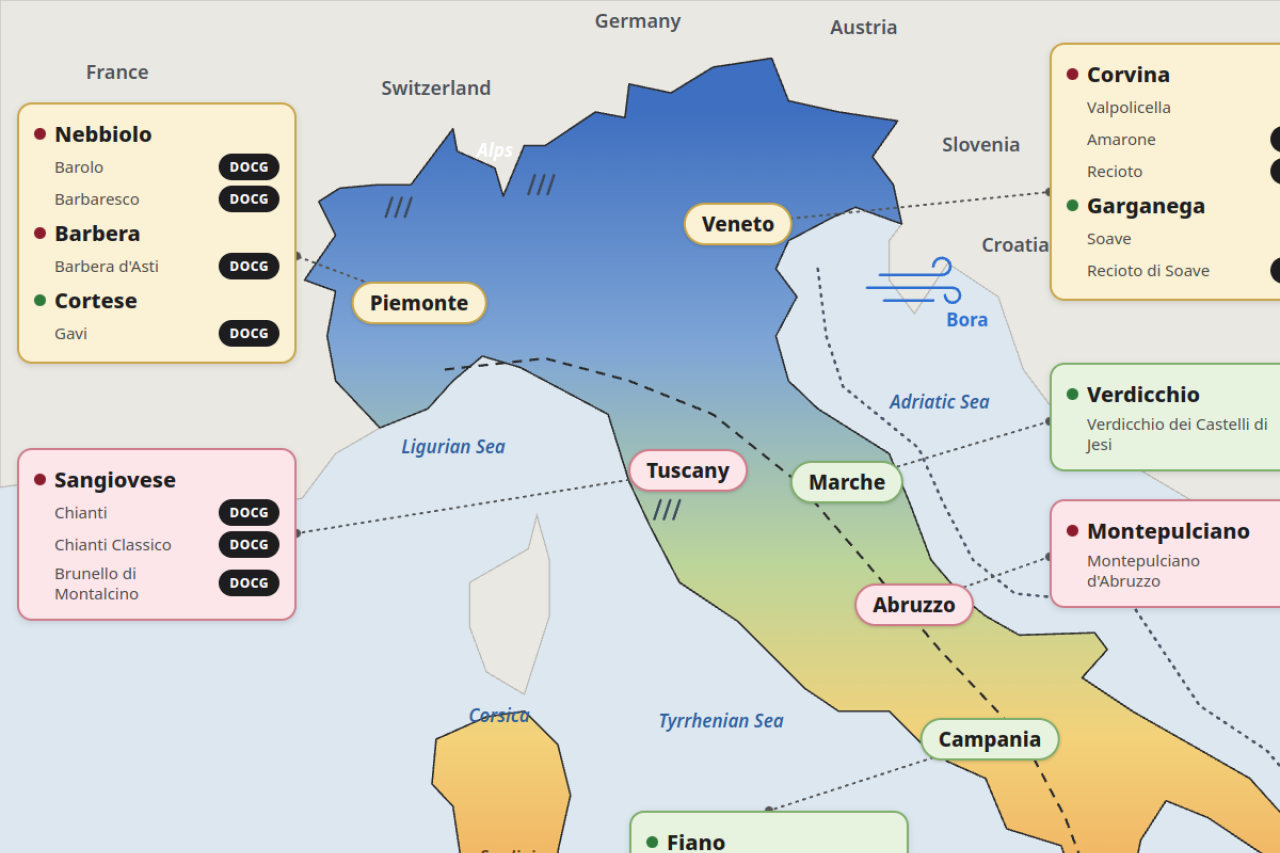 Germany
Austria
France
Switzerland
Slovenia
Croatia
Alps
Nebbiolo
Barolo DOCG
Barbaresco DOCG
Barbera
Barbera d'Asti DOCG
Cortese
Gavi DOCG
Corvina
Valpolicella
Amarone
Recioto
Garganega
Soave
Recioto di Soave
Veneto
Piemonte
Bora
Adriatic Sea
Ligurian Sea
Verdicchio
Verdicchio dei Castelli di
Jesi
Sangiovese
Chianti DOCG
Chianti Classico DOCG
Brunello di
Montalcino DOCG
Tuscany
Marche
Montepulciano
Montepulciano
d'Abruzzo
Abruzzo
Corsica
Tyrrhenian Sea
Campania
Fiano